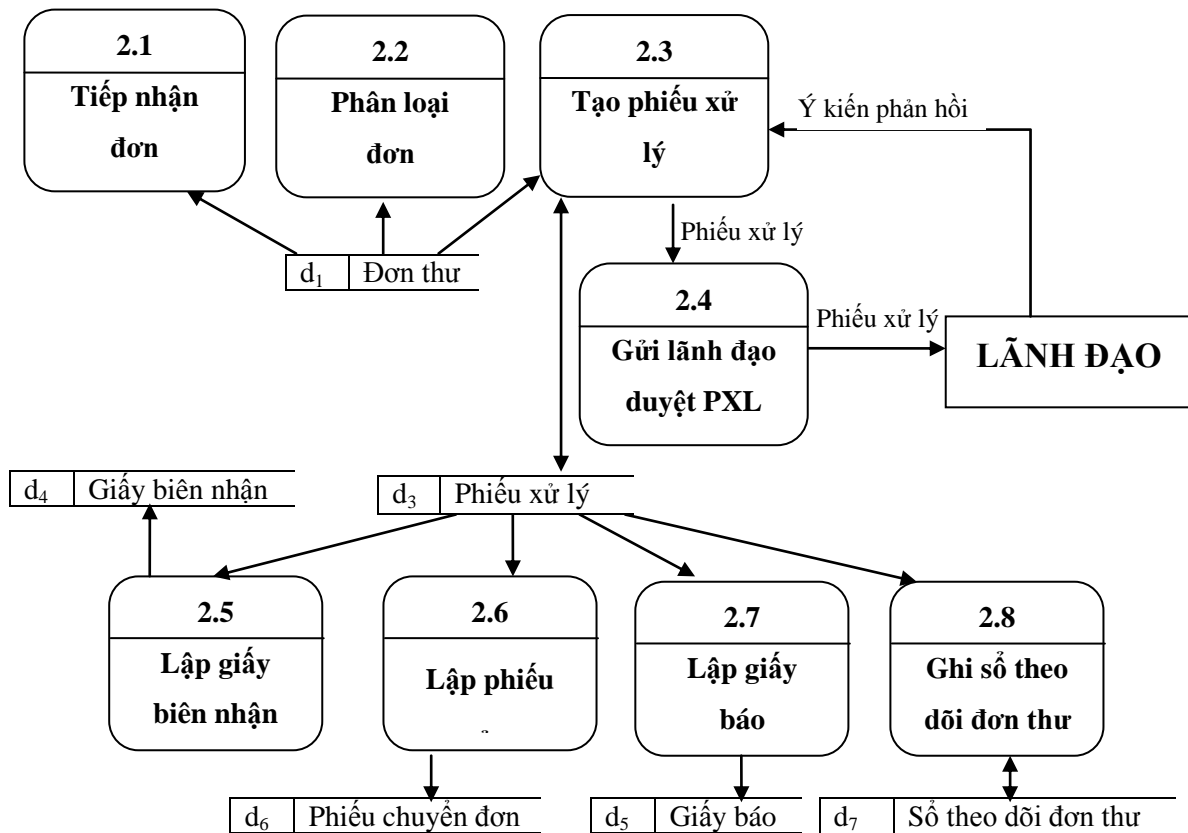 2.1
Tiếp nhận
đơn
2.2
Phân loại
đơn
2.3
Tạo phiếu xử
lý
Ý kiến phản hồi
Phiếu xử lý
d₁ Đơn thư
2.4
Gửi lãnh đạo
duyệt PXL
Phiếu xử lý
LÃNH ĐẠO
d₄ Giấy biên nhận
d₃ Phiếu xử lý
2.5
Lập giấy
biên nhận
2.6
Lập phiếu
2.7
Lập giấy
báo
2.8
Ghi sổ theo
dõi đơn thư
d₆ Phiếu chuyển đơn
d₅ Giấy báo
d₇ Sổ theo dõi đơn thư